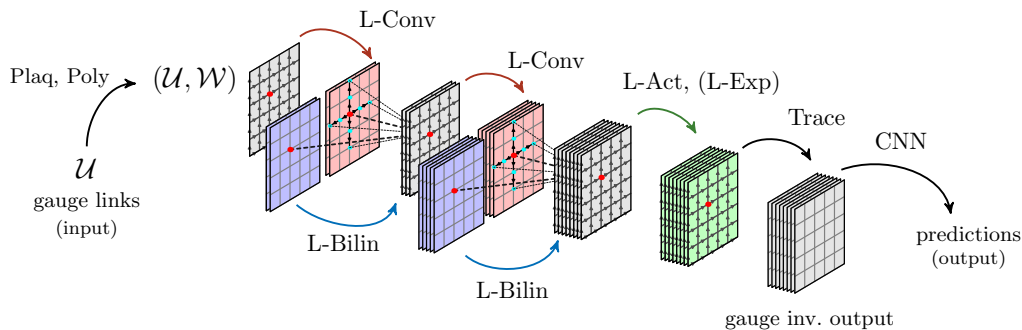 L-Conv
Plaq, Poly
(𝒰, 𝒲)
L-Conv
L-Act, (L-Exp)
Trace
CNN
𝒰
gauge links
(input)
L-Bilin
L-Bilin
predictions
(output)
gauge inv. output